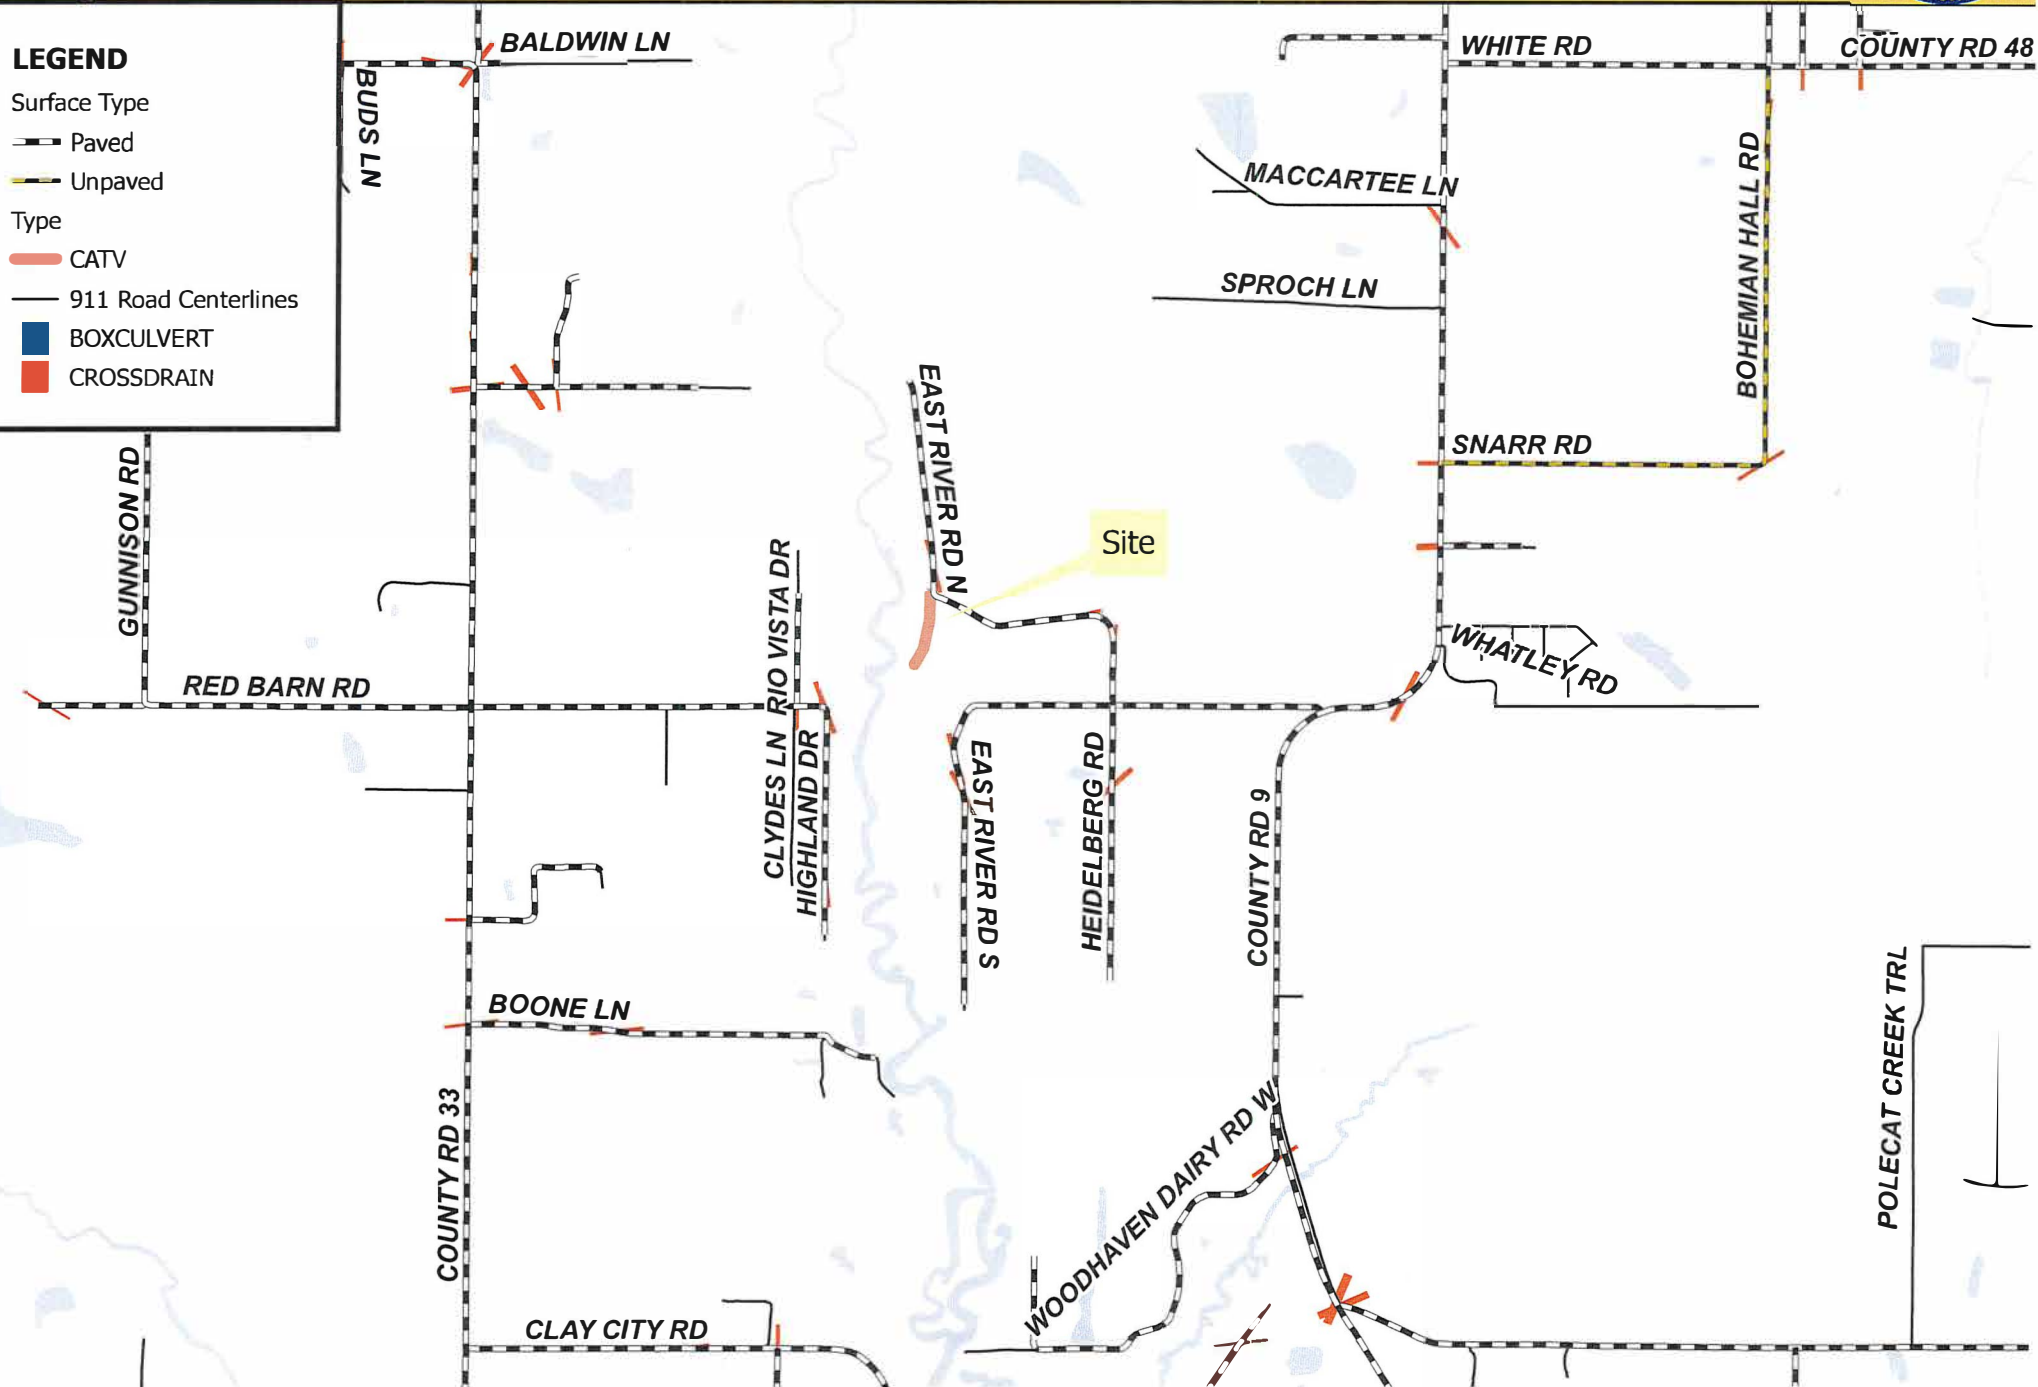 LEGEND
Surface Type
Paved
Unpaved
Type
CATV
911 Road Centerlines
BOXCULVERT
CROSSDRAIN
BALDWIN LN
BUDS LN
WHITE RD
COUNTY RD 48
MACCARTEE LN
BOHEMIAN HALL RD
SPROCH LN
EAST RIVER RD N
SNARR RD
GUNNISON RD
Site
RIO VISTA DR
WHATLEY RD
RED BARN RD
CLYDES LN
HIGHLAND DR
EAST RIVER RD S
HEIDELBERG RD
COUNTY RD 9
BOONE LN
POLECAT CREEK TRL
COUNTY RD 33
WOODHAVEN DAIRY RD W
CLAY CITY RD